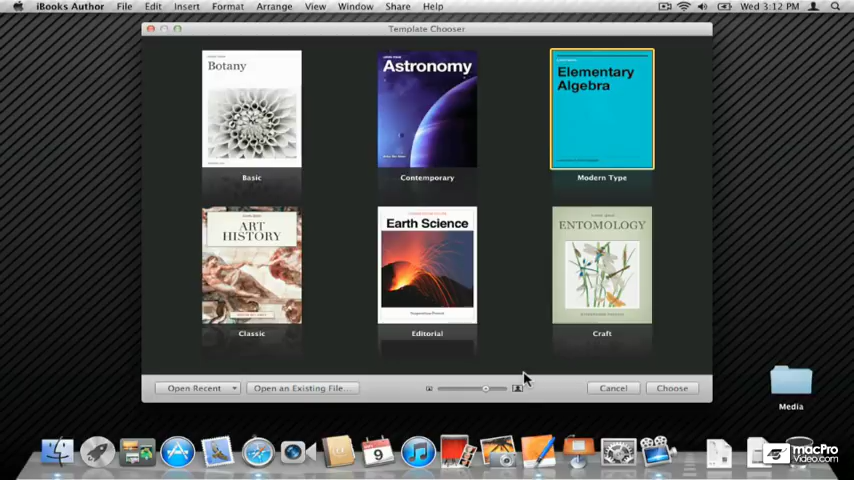 iBooks Author File Edit Insert Format Arrange View Window Share Help Wed 3:12 PM
Template Chooser
Botany
Astronomy
Elementary
Algebra
Basic
Contemporary
Modern Type
ART
HISTORY
Earth Science
ENTOMOLOGY
Classic
Editorial
Craft
Open Recent
Open an Existing File...
Cancel
Choose
Media
9
macPro
Video.com